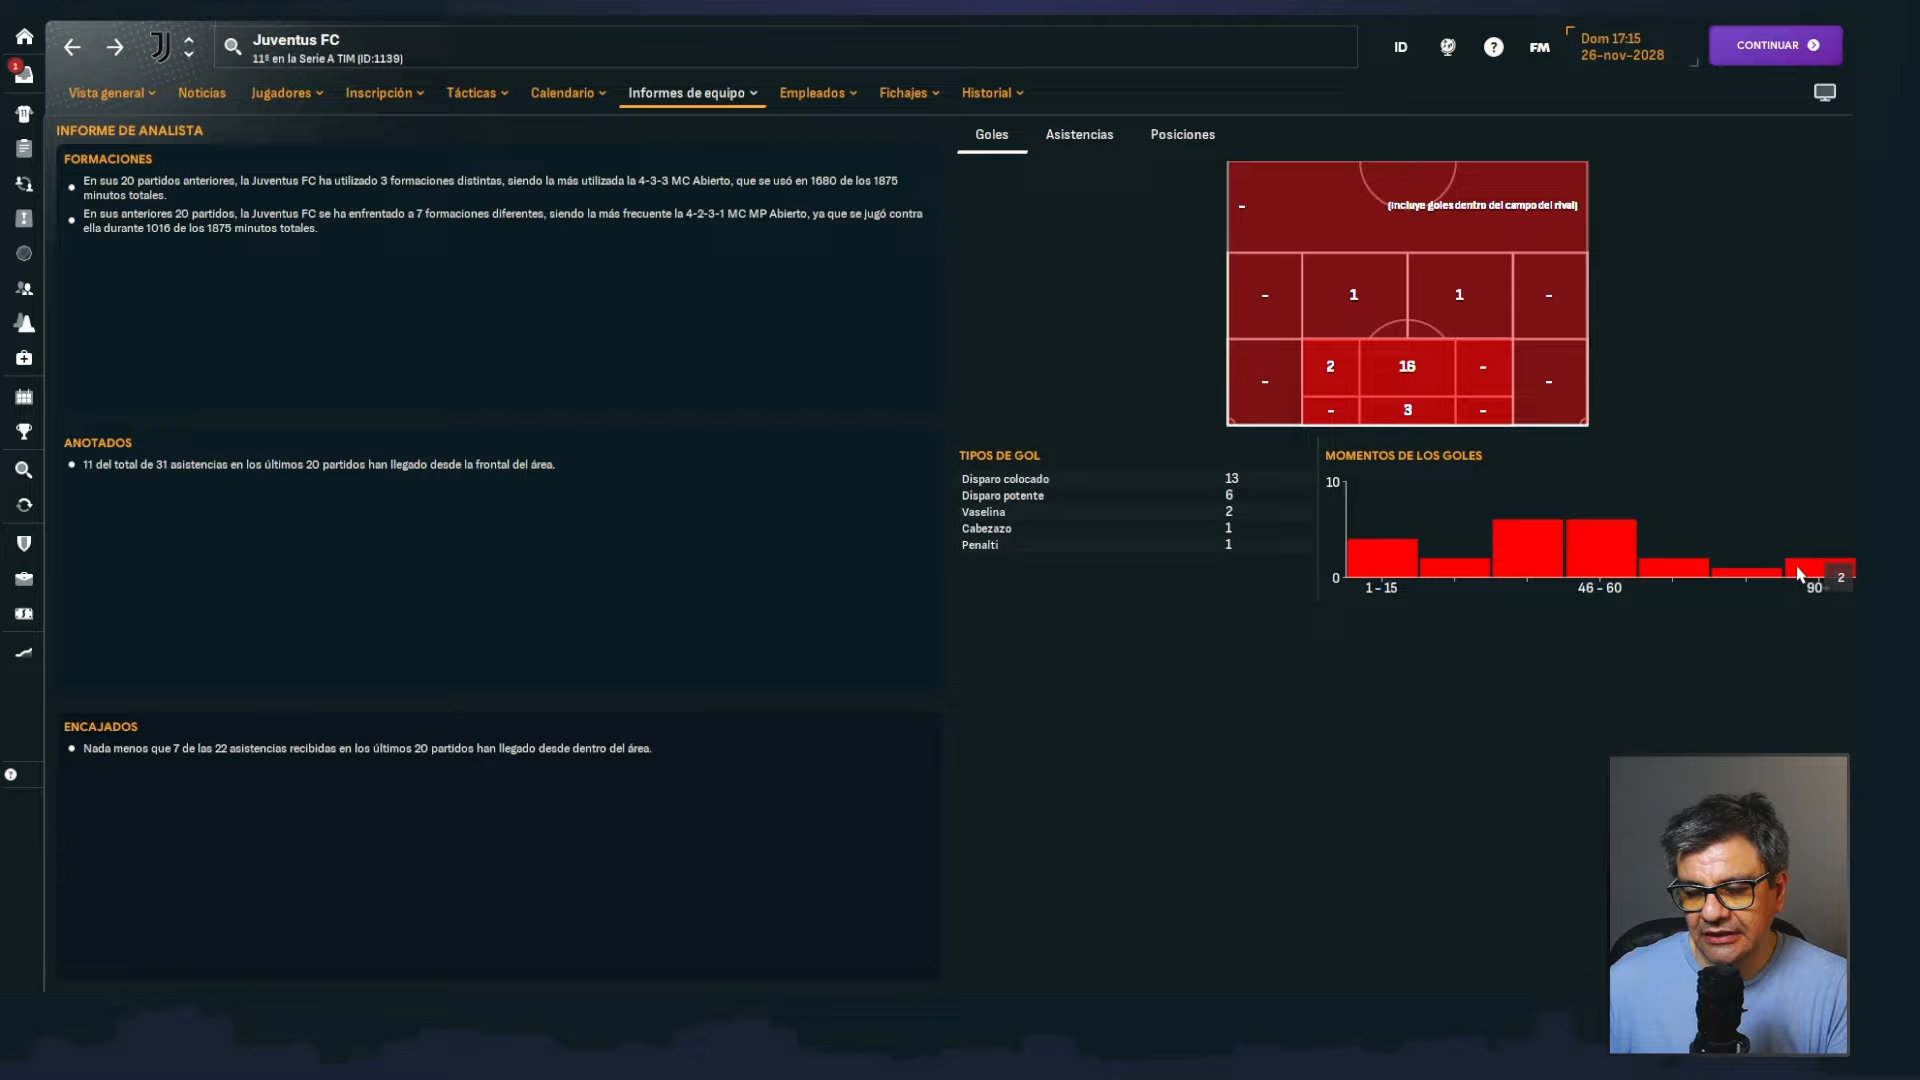 Juventus FC
11º en la Serie A TIM (ID:1139)
ID
?
FM
Dom 17:15
26-nov-2028
CONTINUAR
1
11
Vista general
Noticias
Jugadores
Inscripción
Tácticas
Calendario
Informes de equipo
Empleados
Fichajes
Historial
INFORME DE ANALISTA
FORMACIONES
En sus 20 partidos anteriores, la Juventus FC ha utilizado 3 formaciones distintas, siendo la más utilizada la 4-3-3 MC Abierto, que se usó en 1680 de los 1875
minutos totales.
En sus anteriores 20 partidos, la Juventus FC se ha enfrentado a 7 formaciones diferentes, siendo la más frecuente la 4-2-3-1 MC MP Abierto, ya que se jugó contra
ella durante 1016 de los 1875 minutos totales.
ANOTADOS
11 del total de 31 asistencias en los últimos 20 partidos han llegado desde la frontal del área.
ENCAJADOS
Nada menos que 7 de las 22 asistencias recibidas en los últimos 20 partidos han llegado desde dentro del área.
Goles
Asistencias
Posiciones
- (Incluye goles dentro del campo del rival)
- 1 1 -
2 16 -
- -
- 3 -
TIPOS DE GOL
Disparo colocado 13
Disparo potente 6
Vaselina 2
Cabezazo 1
Penalti 1
MOMENTOS DE LOS GOLES
10
0
1 - 15
46 - 60
90
2
?